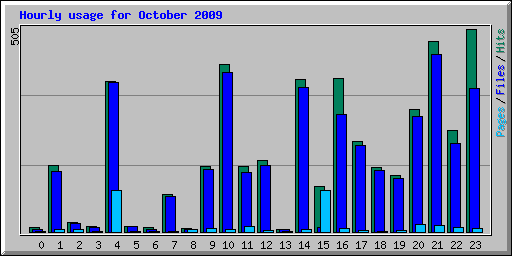 Hourly usage for October 2009
505
Pages / Files / Hits
0 1 2 3 4 5 6 7 8 9 10 11 12 13 14 15 16 17 18 19 20 21 22 23